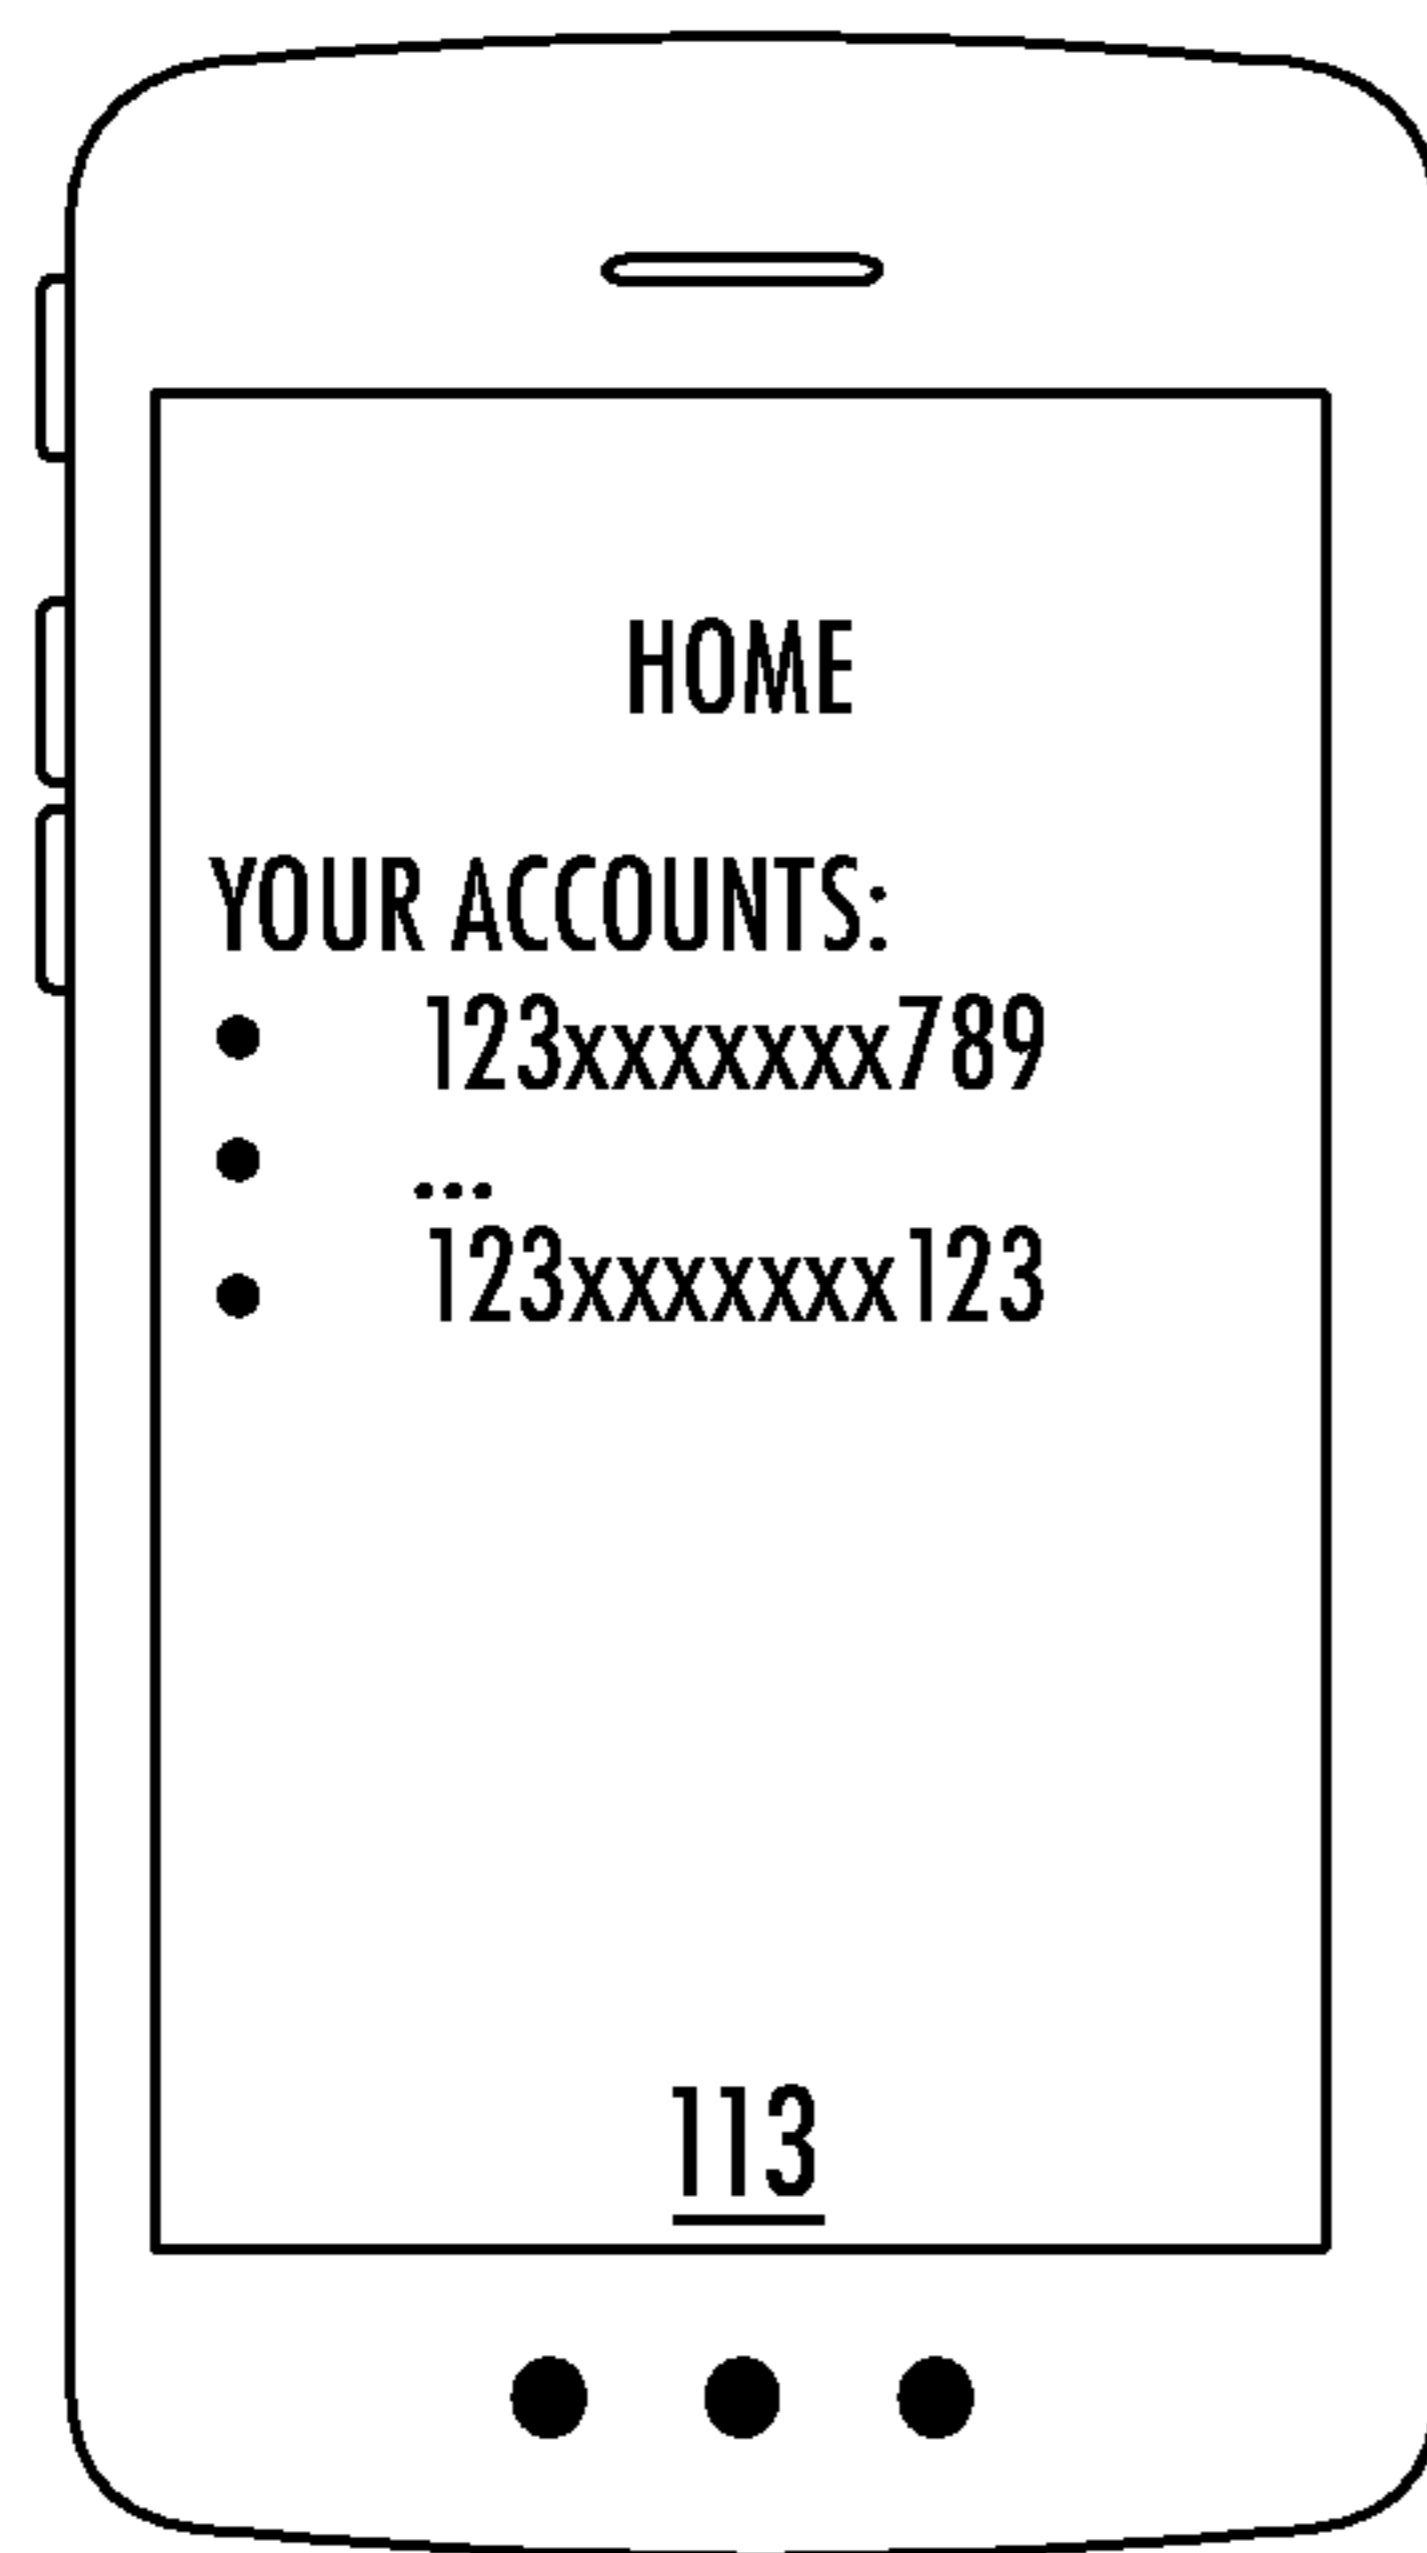 HOME
YOUR ACCOUNTS:
● 123xxxxxxx789
● ...
● 123xxxxxxx123
113